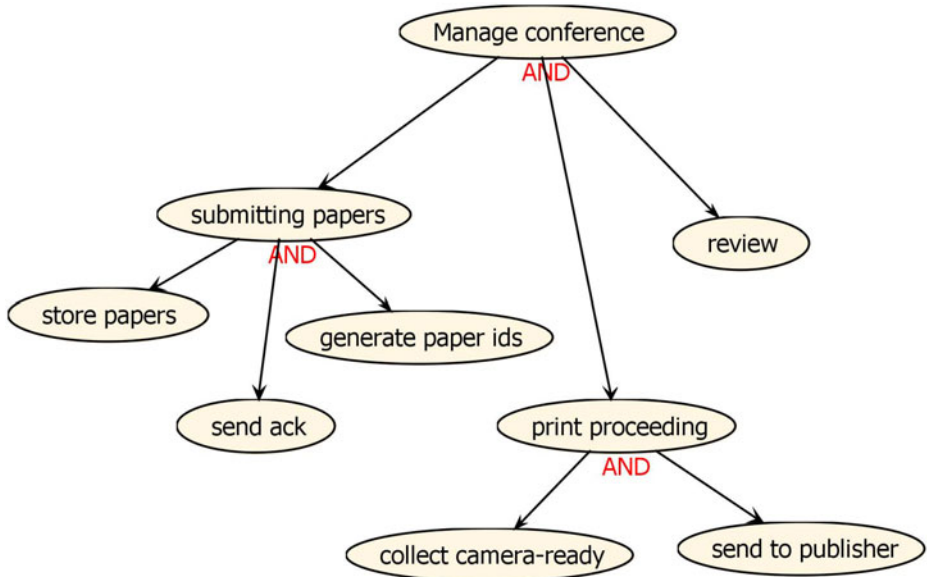 Manage conference
AND
submitting papers
AND
review
store papers
generate paper ids
send ack
print proceeding
AND
collect camera-ready
send to publisher